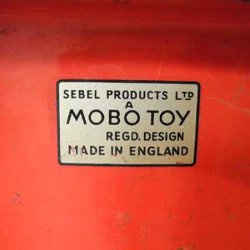 SEBEL PRODUCTS LTD
A
MOBO TOY
REGD. DESIGN
MADE IN ENGLAND